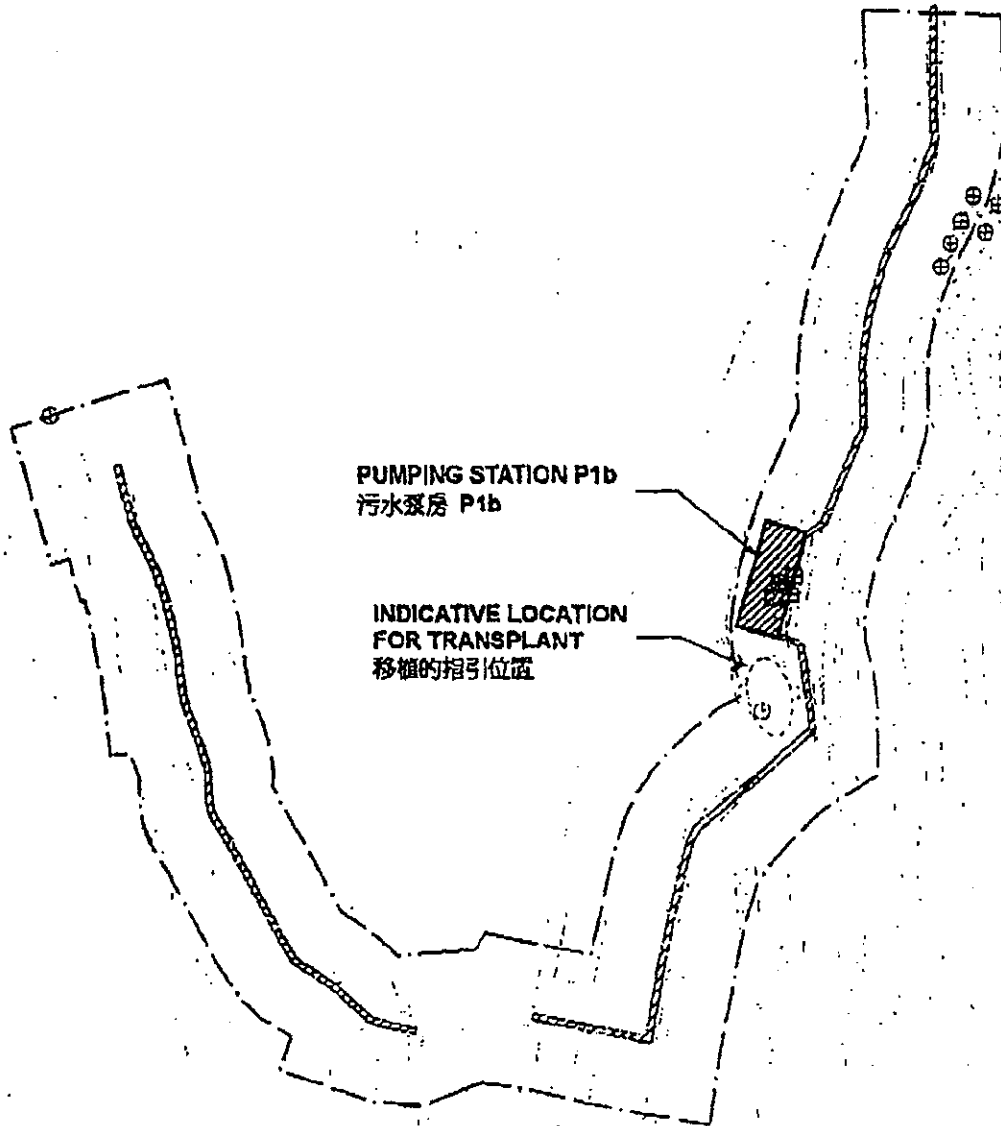 PUMPING STATION P1b
污水泵房 P1b
INDICATIVE LOCATION
FOR TRANSPLANT
移植的指引位置